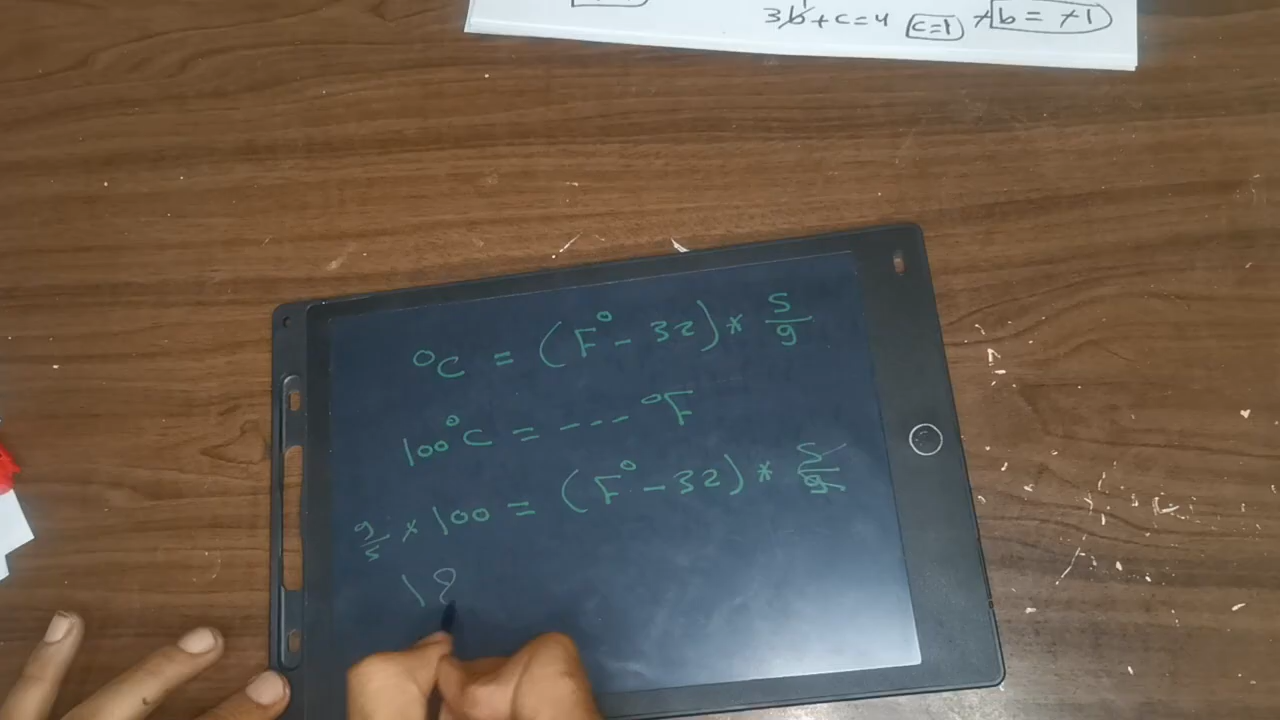 3b+c=4 c=1 b = -1
°C = (F° - 32) * 5/9
100°C = --- °F
9/5 * 100 = (F° - 32) * 5/9
18